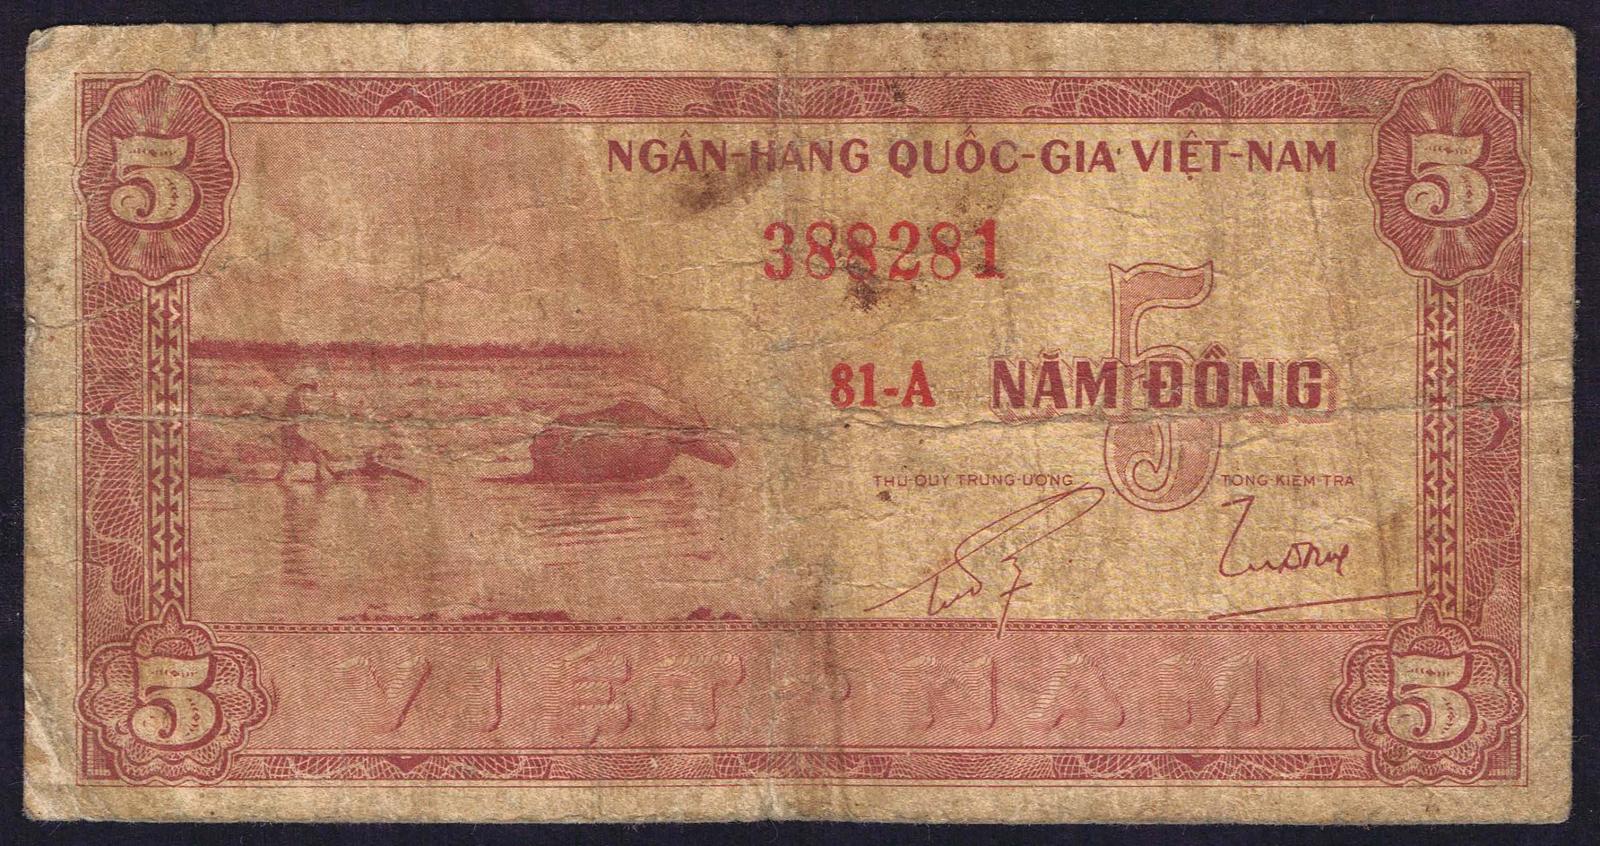 5
5
NGÂN-HÀNG QUỐC-GIA VIỆT-NAM
388281
5
81-A NĂM ĐỒNG
THỦ QUỸ TRUNG-ƯƠNG
TỔNG KIỂM TRA
VIỆT-NAM
5
5